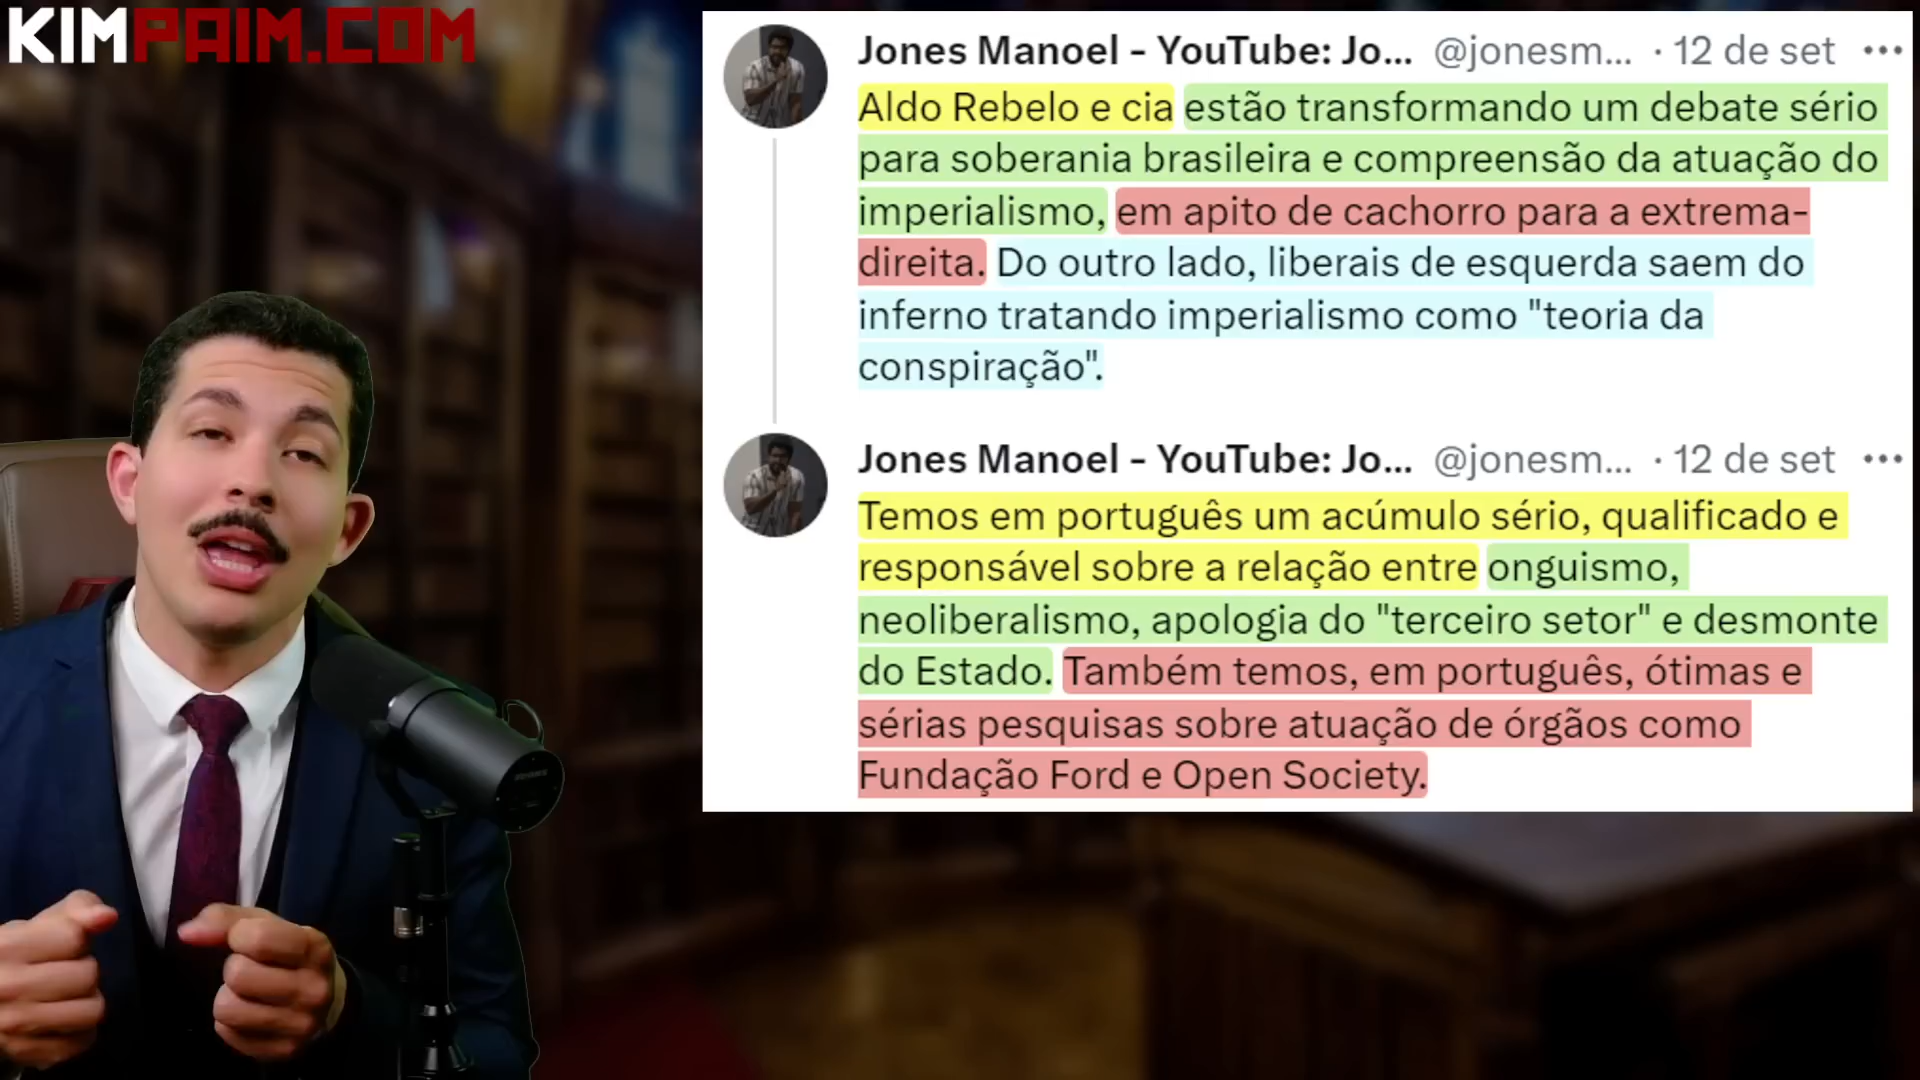 KIMPAIM.COM
Jones Manoel - YouTube: Jo... @jonesm... · 12 de set ...
Aldo Rebelo e cia estão transformando um debate sério
para soberania brasileira e compreensão da atuação do
imperialismo, em apito de cachorro para a extrema-
direita. Do outro lado, liberais de esquerda saem do
inferno tratando imperialismo como "teoria da
conspiração".
Jones Manoel - YouTube: Jo... @jonesm... · 12 de set ...
Temos em português um acúmulo sério, qualificado e
responsável sobre a relação entre onguismo,
neoliberalismo, apologia do "terceiro setor" e desmonte
do Estado. Também temos, em português, ótimas e
sérias pesquisas sobre atuação de órgãos como
Fundação Ford e Open Society.